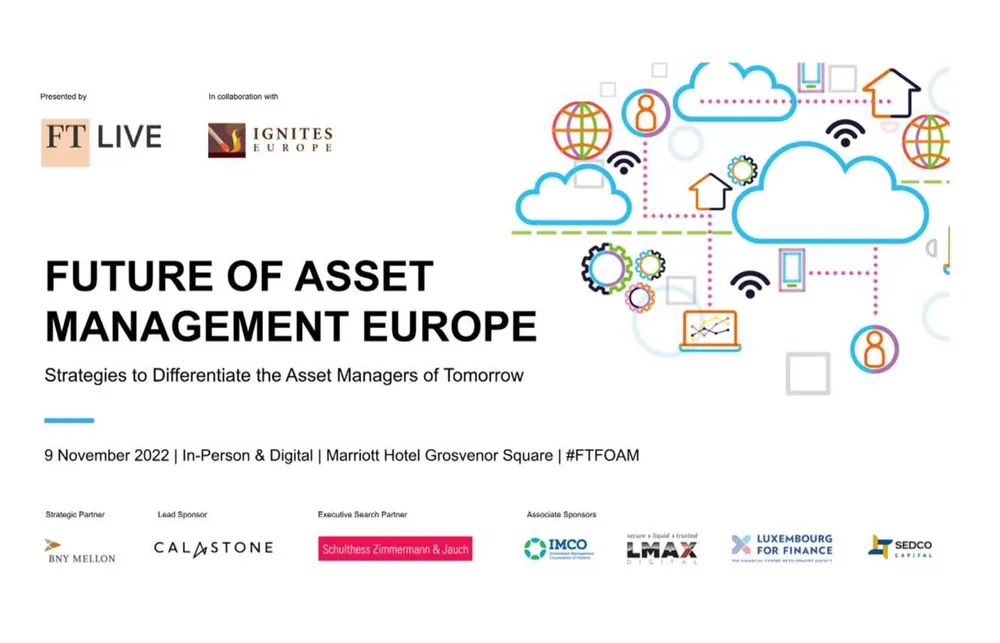 Presented by
In collaboration with
FT LIVE
IGNITES
EUROPE
FUTURE OF ASSET
MANAGEMENT EUROPE
Strategies to Differentiate the Asset Managers of Tomorrow
9 November 2022 | In-Person & Digital | Marriott Hotel Grosvenor Square | #FTFOAM
Strategic Partner
Lead Sponsor
Executive Search Partner
Associate Sponsors
BNY MELLON
CALASTONE
Schulthess Zimmermann & Jauch
IMCO
Investment Management
Corporation of Ontario
secure > liquid > trusted
LMAX
DIGITAL
LUXEMBOURG
FOR FINANCE
THE FINANCIAL CENTRE DEVELOPMENT AGENCY
SEDCO
CAPITAL